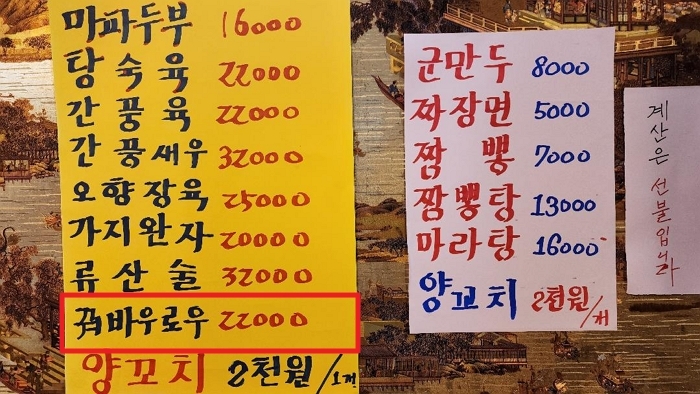 마파두부 16000
탕수육 22000
간풍육 22000
간풍새우 32000
오향장육 25000
가지완자 20000
류산슬 32000
꿔바우로우 22000
양꼬치 2천원/1개
군만두 8000
짜장면 5000
짬뽕 7000
짬뽕탕 13000
마라탕 16000
양꼬치 2천원/개
계산은 선불입니다